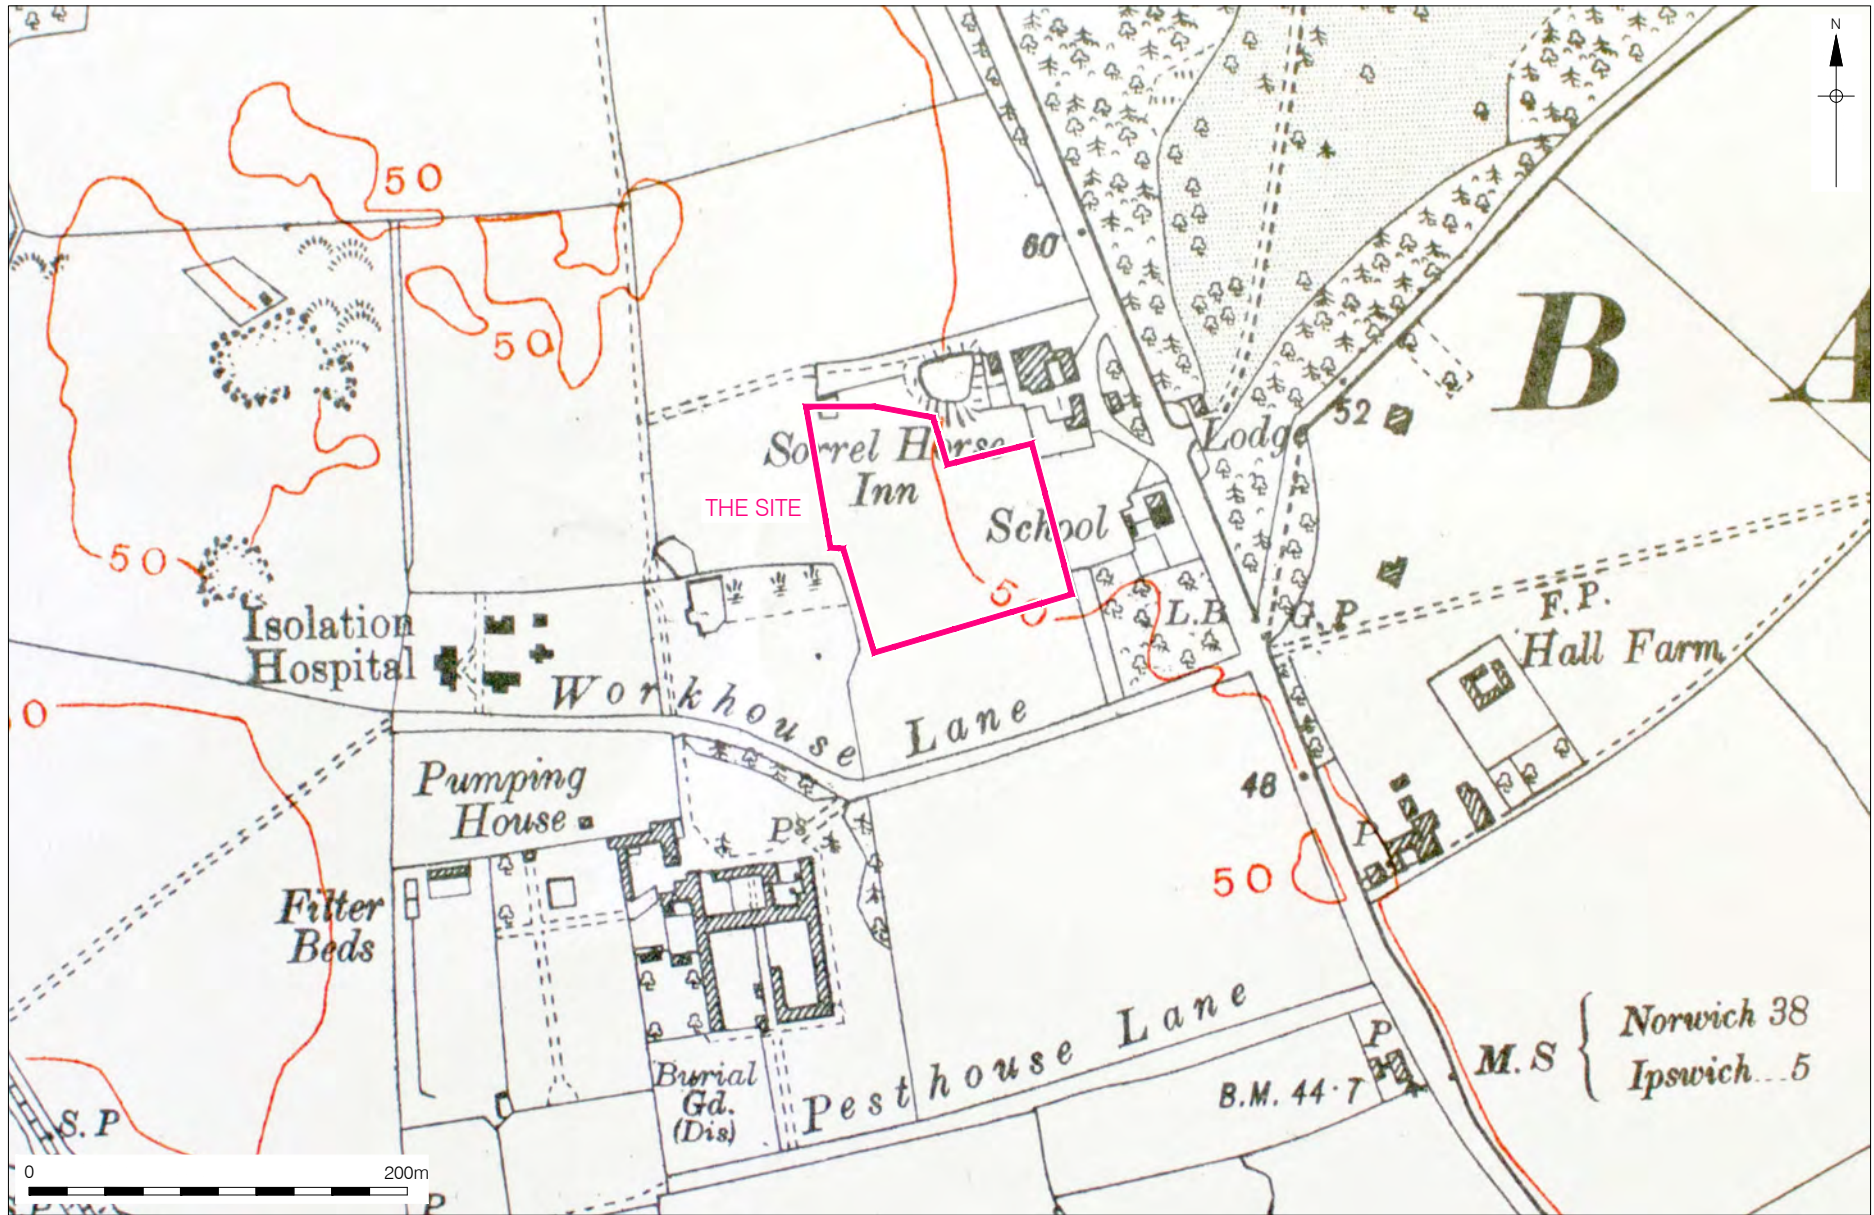 N
50
60
50
B
A
52
Lodge
Sorrel Horse
Inn
THE SITE
School
50
50
L.B
G.P
F.P.
Hall Farm
Isolation
Hospital
Workhouse Lane
0
Pumping
House
Ps
48
P
50
Filter
Beds
Pesthouse Lane
M.S
Norwich 38
Ipswich...5
P
B.M. 44·7
Burial
Gd.
(Dis)
S.P
0 200m
P